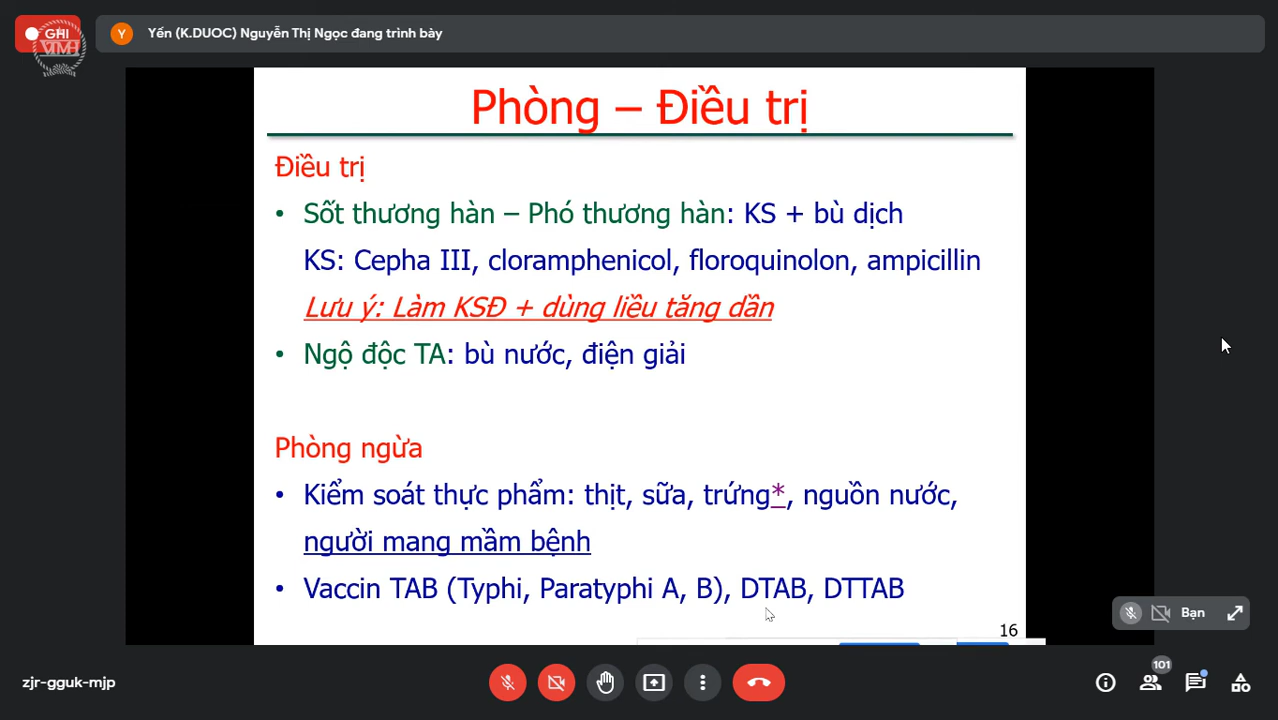 GHI
VTMH
Y
Yến (K.DUOC) Nguyễn Thị Ngọc đang trình bày
Phòng – Điều trị
Điều trị
• Sốt thương hàn – Phó thương hàn: KS + bù dịch
KS: Cepha III, cloramphenicol, floroquinolon, ampicillin
Lưu ý: Làm KSĐ + dùng liều tăng dần
• Ngộ độc TA: bù nước, điện giải
Phòng ngừa
• Kiểm soát thực phẩm: thịt, sữa, trứng*, nguồn nước,
người mang mầm bệnh
• Vaccin TAB (Typhi, Paratyphi A, B), DTAB, DTTAB
16
Bạn
zjr-gguk-mjp
101